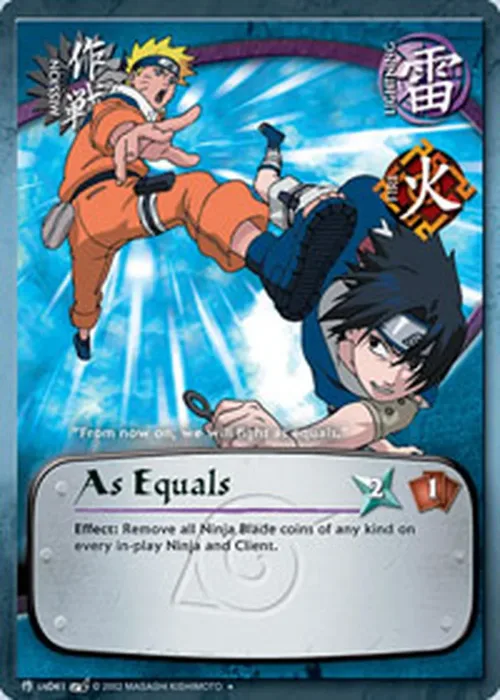 作戦
MISSION
雷
LIGHTNING
火
FIRE
"From now on, we will fight as equals."
As Equals
2
1
Effect: Remove all Ninja Blade coins of any kind on
every in-play Ninja and Client.
© 2002 MASASHI KISHIMOTO